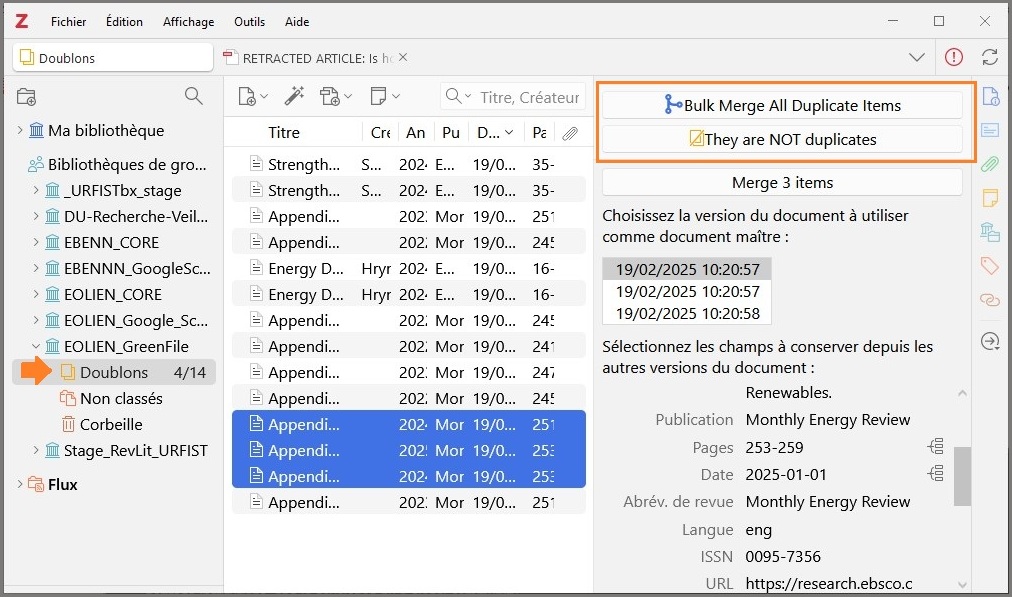 Z Fichier Édition Affichage Outils Aide
Doublons
RETRACTED ARTICLE: Is h
Titre, Créateur
Ma bibliothèque
Bibliothèques de gro...
_URFISTbx_stage
DU-Recherche-Veil...
EBENN_CORE
EBENNN_GoogleSc...
EOLIEN_CORE
EOLIEN_Google_Sc...
EOLIEN_GreenFile
Doublons 4/14
Non classés
Corbeille
Stage_RevLit_URFIST
Flux
Titre Cré An Pu D... Pa
Strength... S... 2024 E... 19/0... 35-
Strength... S... 2024 E... 19/0... 35-
Appendi... 2024 Mor 19/0... 251
Appendi... 2022 Mor 19/0... 245
Energy D... Hryr 2024 E... 19/0... 16-
Energy D... Hryr 2024 E... 19/0... 16-
Appendi... 2022 Mor 19/0... 245
Appendi... 2022 Mor 19/0... 241
Appendi... 2022 Mor 19/0... 247
Appendi... 2022 Mor 19/0... 245
Appendi... 2024 Mor 19/0... 251
Appendi... 2025 Mor 19/0... 253
Appendi... 2024 Mor 19/0... 253
Appendi... 2022 Mor 19/0... 251
Bulk Merge All Duplicate Items
They are NOT duplicates
Merge 3 items
Choisissez la version du document à utiliser
comme document maître :
19/02/2025 10:20:57
19/02/2025 10:20:57
19/02/2025 10:20:58
Sélectionnez les champs à conserver depuis les
autres versions du document :
Renewables.
Publication Monthly Energy Review
Pages 253-259
Date 2025-01-01
Abrév. de revue Monthly Energy Review
Langue eng
ISSN 0095-7356
URL https://research.ebsco.c